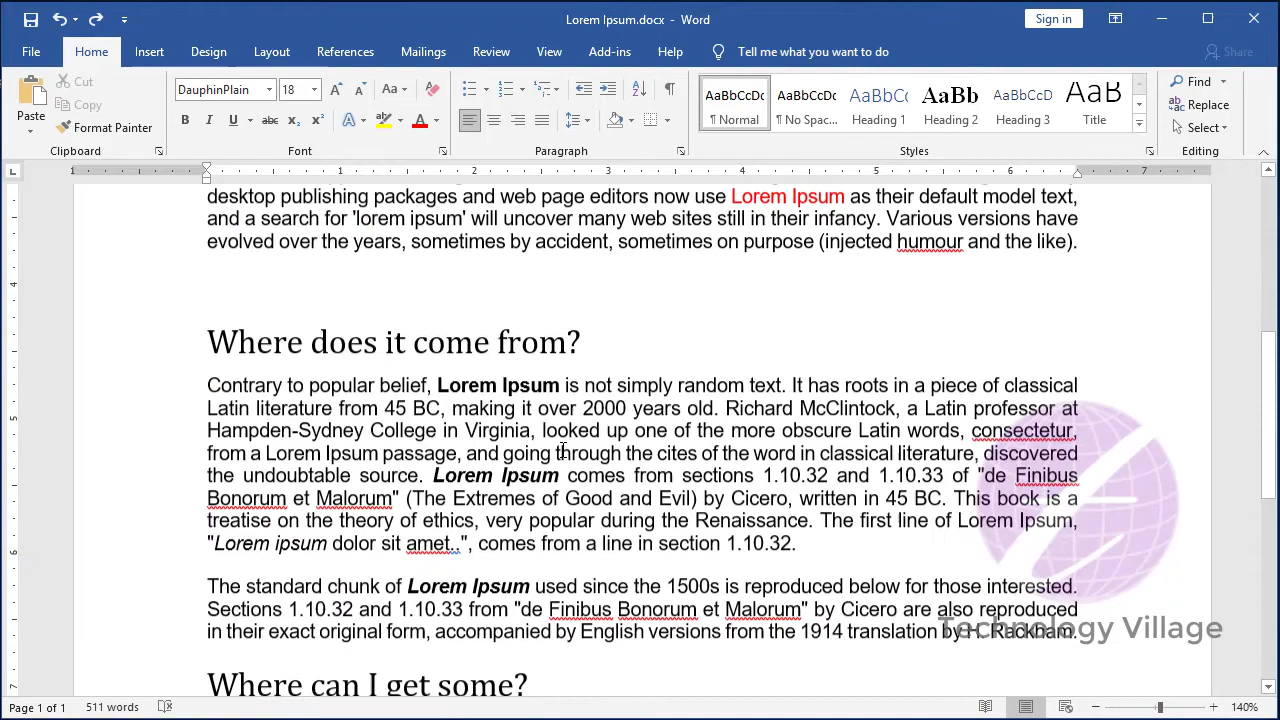 Lorem Ipsum.docx - Word
Sign in
File Home Insert Design Layout References Mailings Review View Add-ins Help Tell me what you want to do Share
Paste
Cut
Copy
Format Painter
Clipboard
DauphinPlain 18
Font
Paragraph
AaBbCcDc AaBbCcDc AaBbCc AaBb AaBbCcD AaB
¶ Normal ¶ No Spac... Heading 1 Heading 2 Heading 3 Title
Styles
Find
Replace
Select
Editing
1 1 2 3 4 5 6 7
desktop publishing packages and web page editors now use Lorem Ipsum as their default model text,
and a search for 'lorem ipsum' will uncover many web sites still in their infancy. Various versions have
evolved over the years, sometimes by accident, sometimes on purpose (injected humour and the like).
Where does it come from?
Contrary to popular belief, Lorem Ipsum is not simply random text. It has roots in a piece of classical
Latin literature from 45 BC, making it over 2000 years old. Richard McClintock, a Latin professor at
Hampden-Sydney College in Virginia, looked up one of the more obscure Latin words, consectetur,
from a Lorem Ipsum passage, and going through the cites of the word in classical literature, discovered
the undoubtable source. Lorem Ipsum comes from sections 1.10.32 and 1.10.33 of "de Finibus
Bonorum et Malorum" (The Extremes of Good and Evil) by Cicero, written in 45 BC. This book is a
treatise on the theory of ethics, very popular during the Renaissance. The first line of Lorem Ipsum,
"Lorem ipsum dolor sit amet..", comes from a line in section 1.10.32.
The standard chunk of Lorem Ipsum used since the 1500s is reproduced below for those interested.
Sections 1.10.32 and 1.10.33 from "de Finibus Bonorum et Malorum" by Cicero are also reproduced
in their exact original form, accompanied by English versions from the 1914 translation by H. Rackham.
Technology Village
Where can I get some?
4
5
6
7
Page 1 of 1 511 words 140%